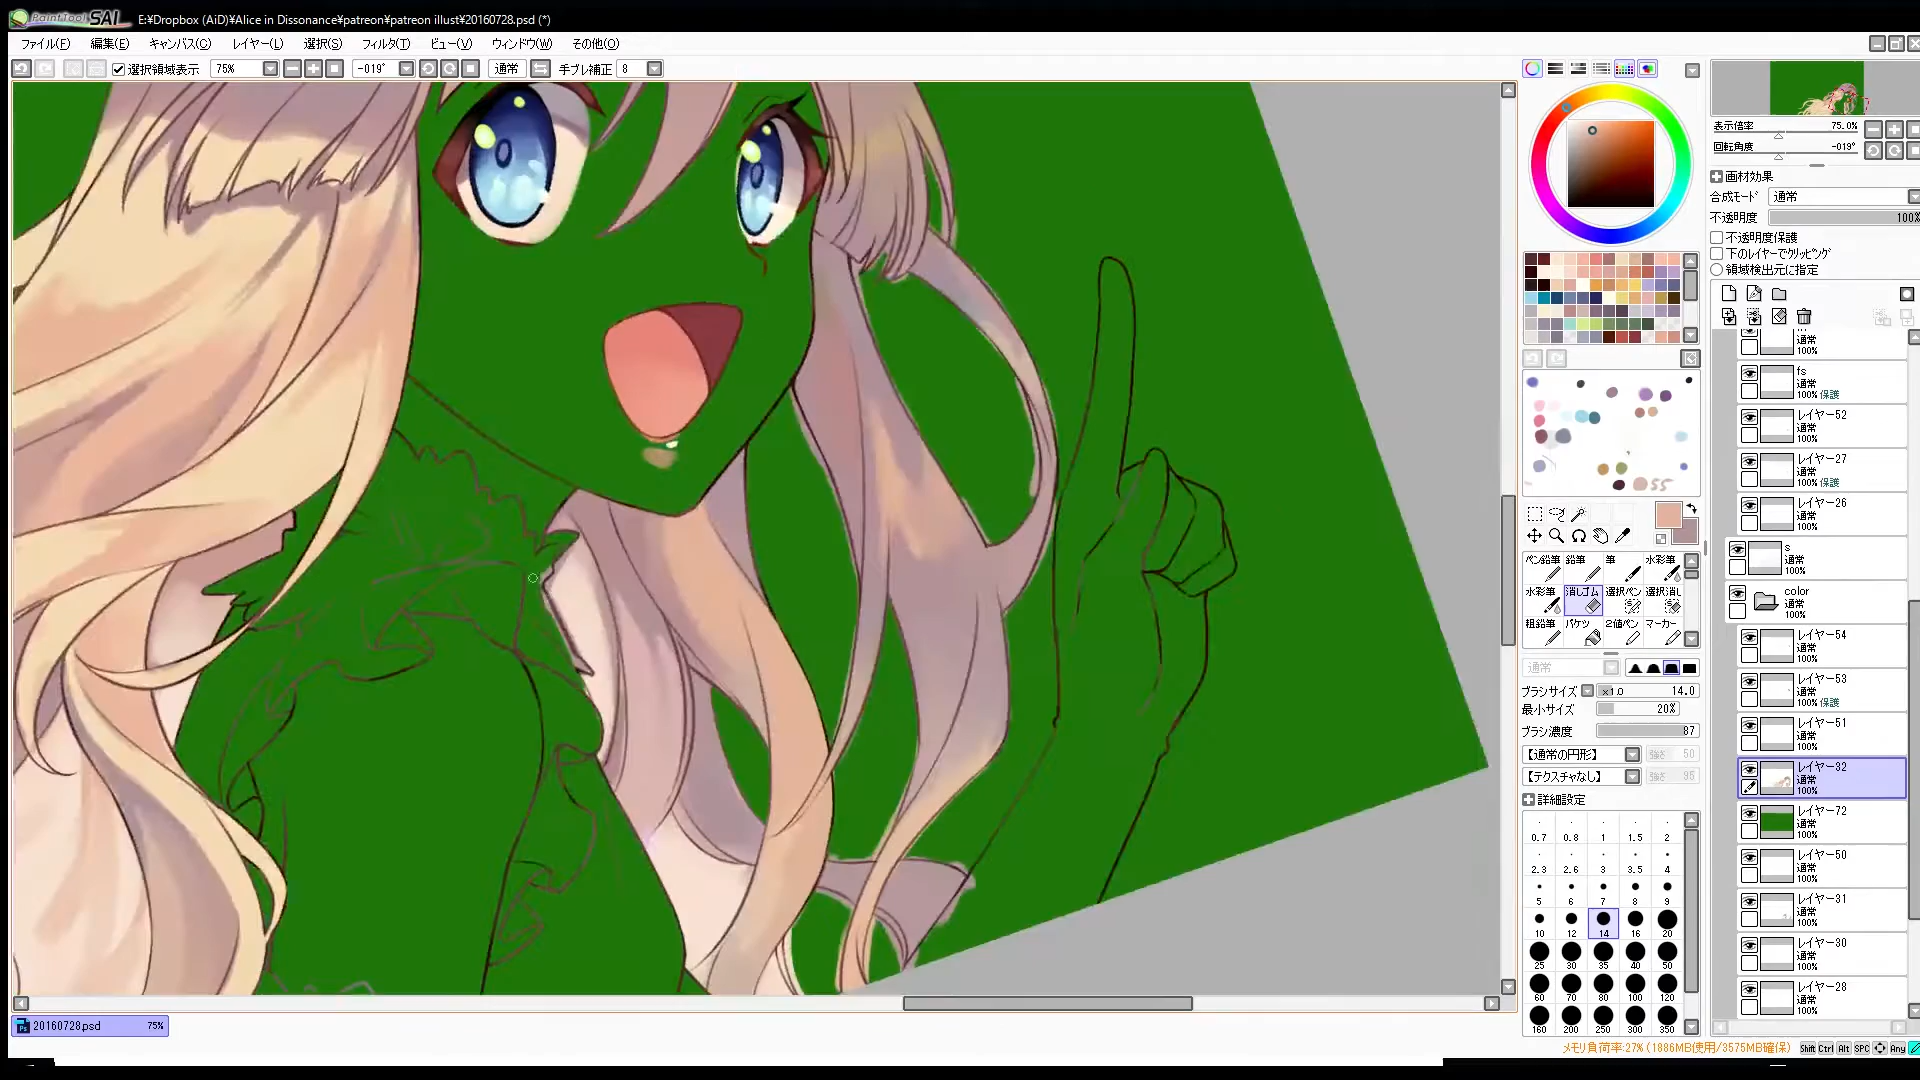 PaintTool SAI E:¥Dropbox (AiD)¥Alice in Dissonance¥patreon¥patreon illust¥20160728.psd (*)
ファイル(F) 編集(E) キャンバス(C) レイヤー(L) 選択(S) フィルタ(T) ビュー(V) ウィンドウ(W) その他(O)
選択領域表示 75% -019° 通常 手ブレ補正 8
表示倍率 75.0%
回転角度 -019°
画材効果
合成モード 通常
不透明度 100%
不透明度保護
下のレイヤーでクリッピング
領域検出元に指定
通常
100%
fs
通常
100% 保護
レイヤー52
通常
100%
レイヤー27
通常
100% 保護
レイヤー26
通常
100%
s
通常
100%
color
通常
100%
レイヤー54
通常
100%
レイヤー53
通常
100% 保護
レイヤー51
通常
100%
レイヤー32
通常
100%
レイヤー72
通常
100%
レイヤー50
通常
100%
レイヤー31
通常
100%
レイヤー30
通常
100%
レイヤー28
通常
100%
ペン鉛筆 鉛筆 筆 水彩筆
水彩筆 消しゴム 選択ペン 選択消し
粗鉛筆 バケツ 2値ペン マーカー
通常
ブラシサイズ x1.0 14.0
最小サイズ 20%
ブラシ濃度 87
【通常の円形】 強さ 50
【テクスチャなし】 強さ 95
詳細設定
0.7 0.8 1 1.5 2
2.3 2.6 3 3.5 4
5 6 7 8 9
10 12 14 16 20
25 30 35 40 50
60 70 80 100 120
160 200 250 300 350
20160728.psd 75%
メモリ負荷率:27% (1886MB使用/3575MB確保) Shift Ctrl Alt SPC Any